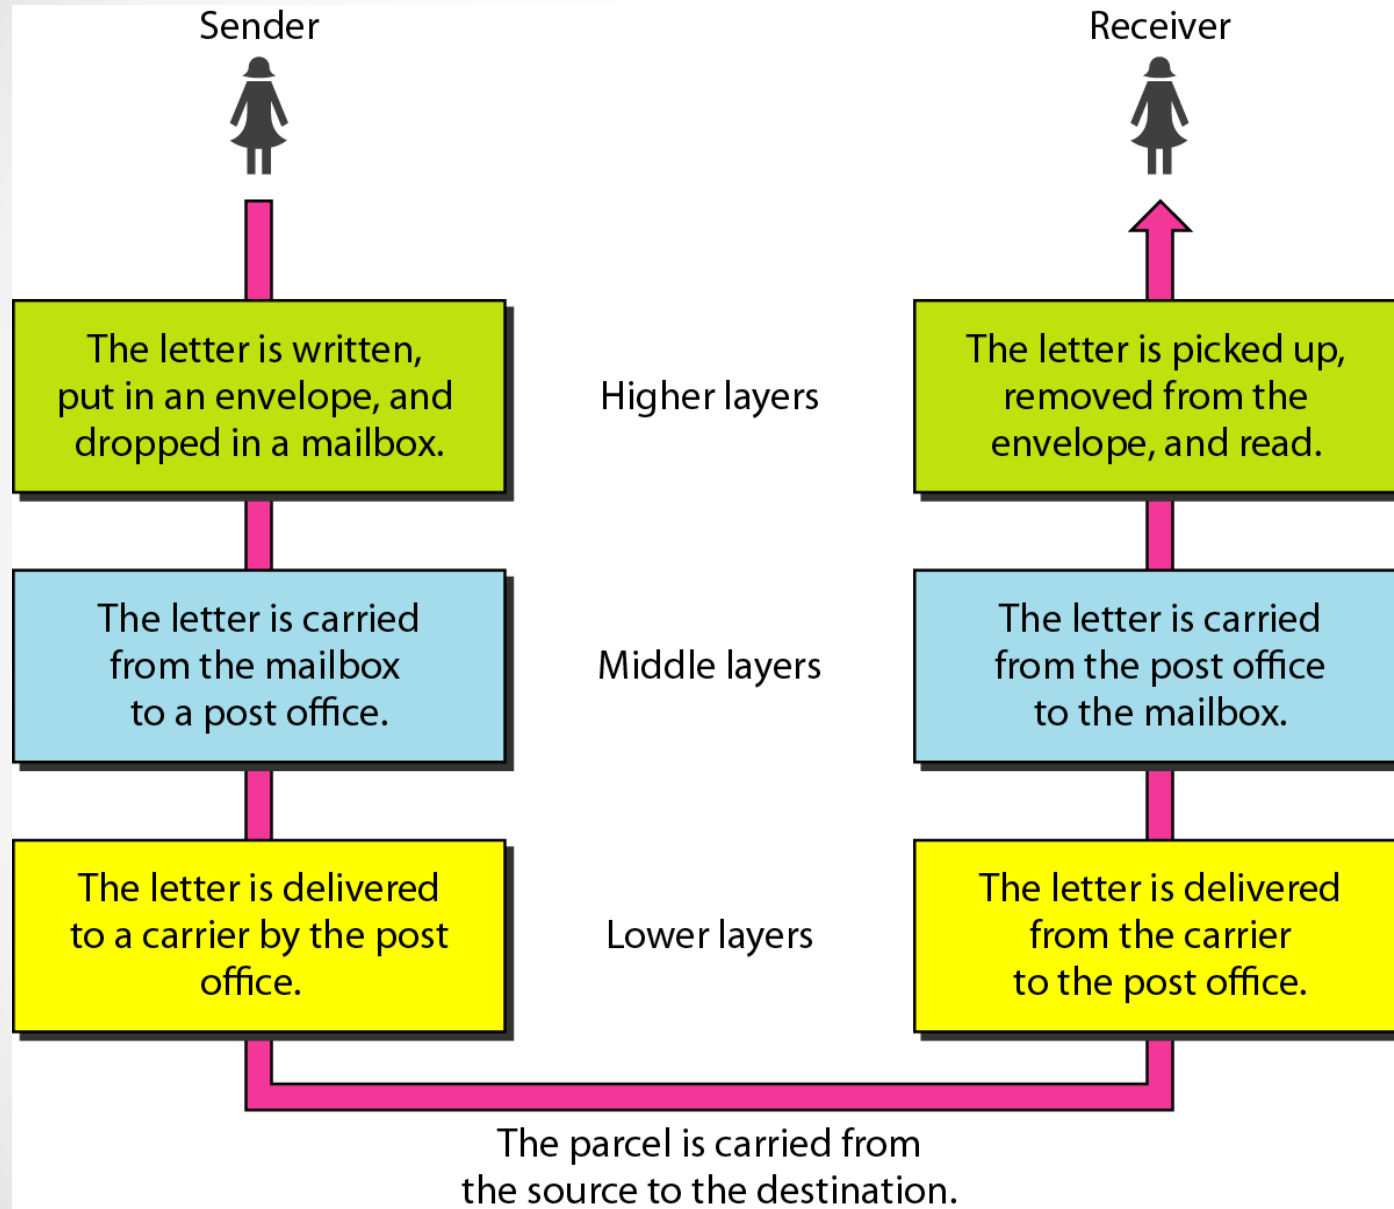 Sender
Receiver
The letter is written,
put in an envelope, and
dropped in a mailbox.
Higher layers
The letter is picked up,
removed from the
envelope, and read.
The letter is carried
from the mailbox
to a post office.
Middle layers
The letter is carried
from the post office
to the mailbox.
The letter is delivered
to a carrier by the post
office.
Lower layers
The letter is delivered
from the carrier
to the post office.
The parcel is carried from
the source to the destination.